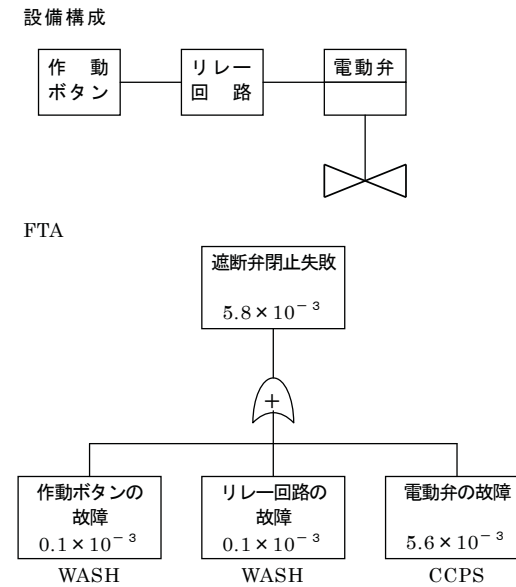 設備構成
作　動
ボタン
リレー
回　路
電動弁
FTA
遮断弁閉止失敗
5.8×10⁻³
+
作動ボタンの
故障
0.1×10⁻³
リレー回路の
故障
0.1×10⁻³
電動弁の故障
5.6×10⁻³
WASH
WASH
CCPS